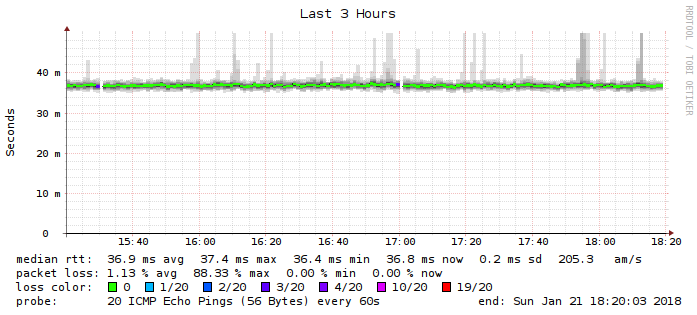 Last 3 Hours
RRDTOOL / TOBI OETIKER
Seconds
40 m
30 m
20 m
10 m
0
15:40 16:00 16:20 16:40 17:00 17:20 17:40 18:00 18:20
median rtt: 36.9 ms avg 37.4 ms max 36.4 ms min 36.8 ms now 0.2 ms sd 205.3 am/s
packet loss: 1.13 % avg 88.33 % max 0.00 % min 0.00 % now
loss color: 0 1/20 2/20 3/20 4/20 10/20 19/20
probe: 20 ICMP Echo Pings (56 Bytes) every 60s end: Sun Jan 21 18:20:03 2018